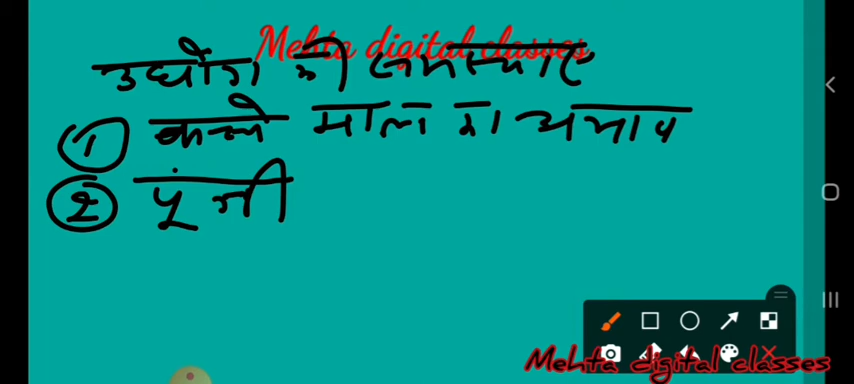 Mehta digital classes
उद्योग की समस्याएं
① कच्चे माल का अभाव
② पूंजी
Mehta digital classes